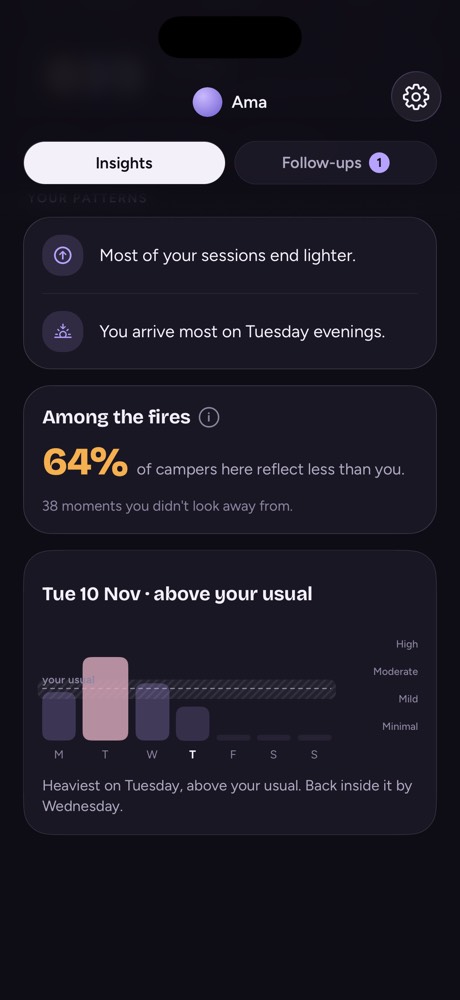 Ama
Insights
Follow-ups 1
YOUR PATTERNS
Most of your sessions end lighter.
You arrive most on Tuesday evenings.
Among the fires i
64% of campers here reflect less than you.
38 moments you didn't look away from.
Tue 10 Nov · above your usual
High
Moderate
your usual
Mild
Minimal
M T W T F S S
Heaviest on Tuesday, above your usual. Back inside it by
Wednesday.